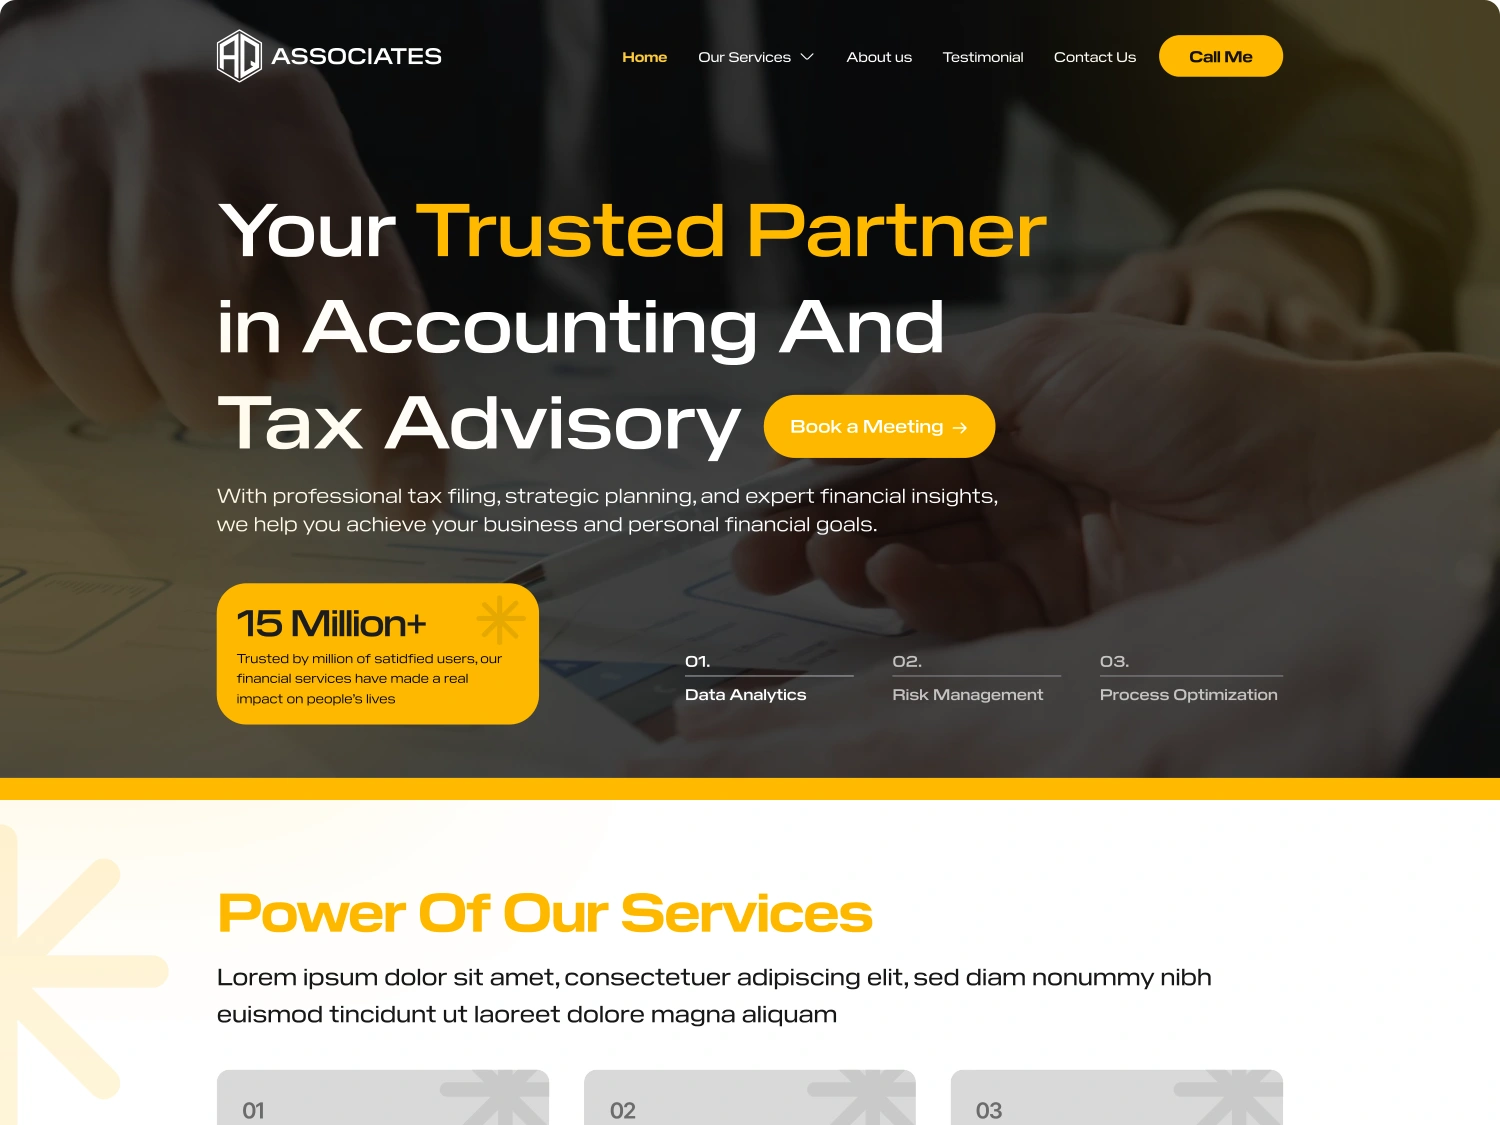 AQ ASSOCIATES
Home Our Services About us Testimonial Contact Us Call Me
Your Trusted Partner
in Accounting And
Tax Advisory
Book a Meeting →
With professional tax filing, strategic planning, and expert financial insights,
we help you achieve your business and personal financial goals.
15 Million+
Trusted by million of satidfied users, our
financial services have made a real
impact on people's lives
01.
Data Analytics
02.
Risk Management
03.
Process Optimization
Power Of Our Services
Lorem ipsum dolor sit amet, consectetuer adipiscing elit, sed diam nonummy nibh
euismod tincidunt ut laoreet dolore magna aliquam
01
02
03